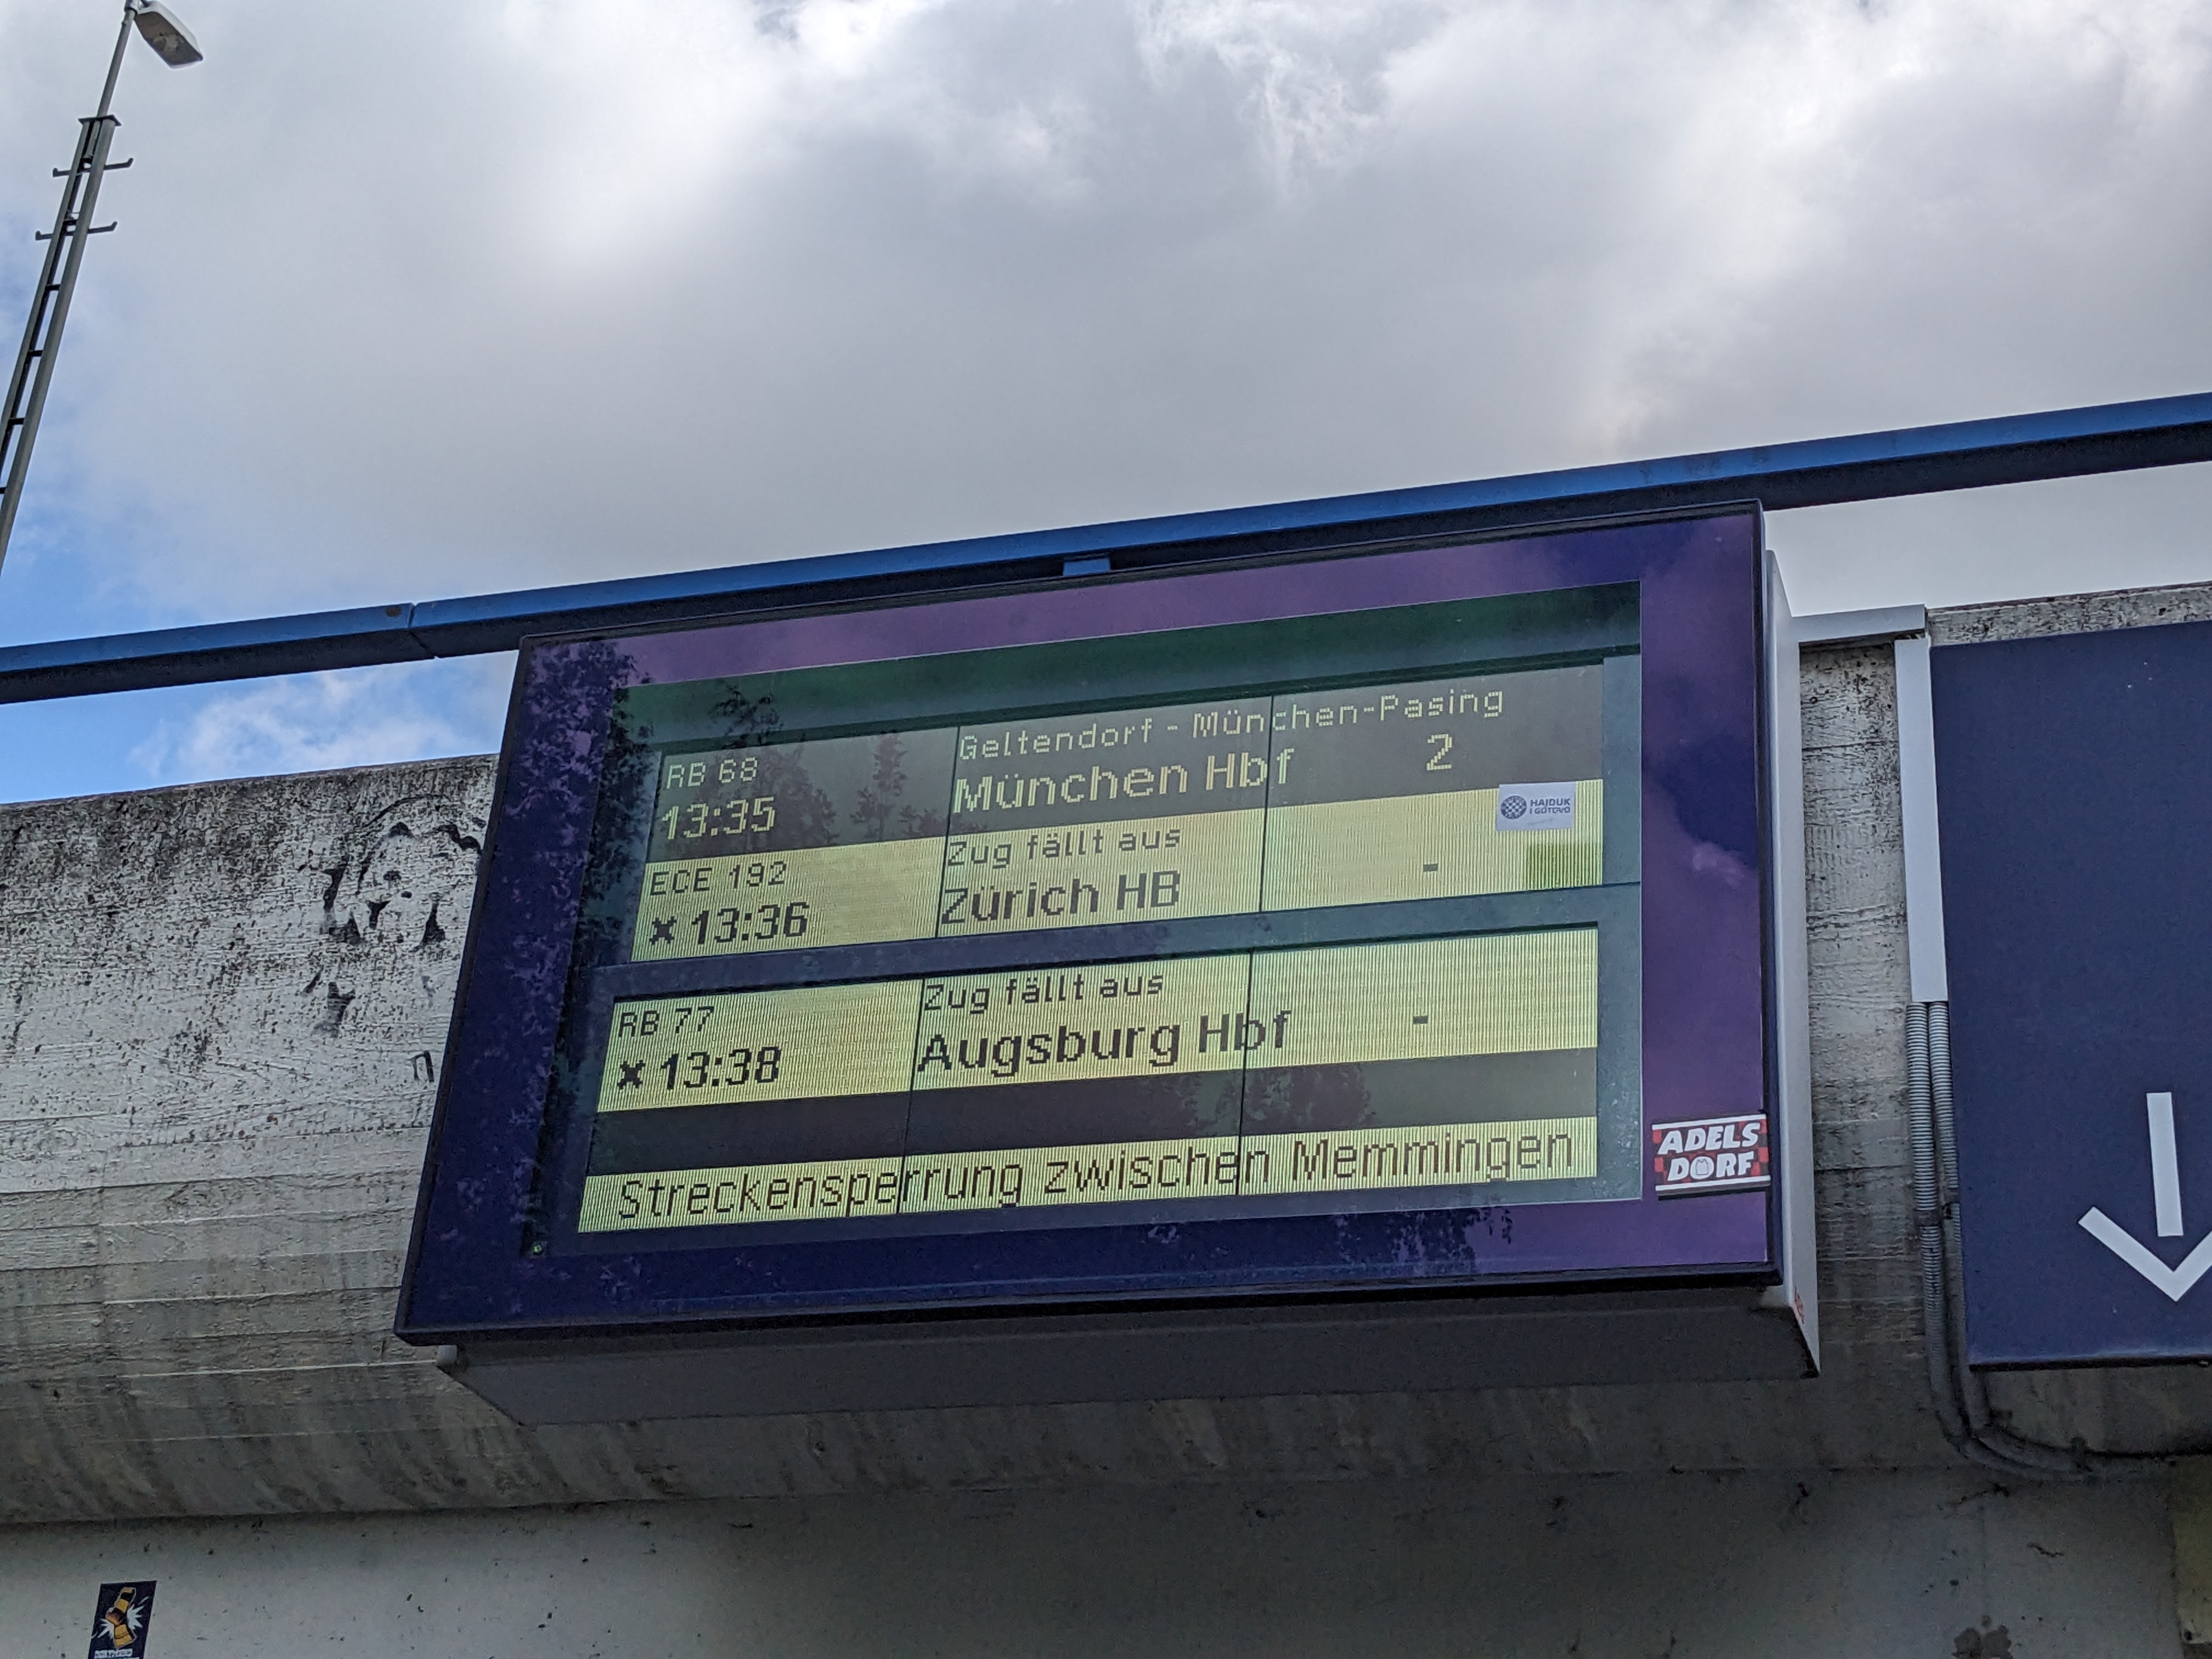 RB 68
Geltendorf - München-Pasing
13:35 München Hbf 2
HAJDUK
I GOTOVO
ECE 192
Zug fällt aus
13:36 Zürich HB -
RB 77
Zug fällt aus
13:38 Augsburg Hbf -
Streckensperrung zwischen Memmingen
ADELS
DORF